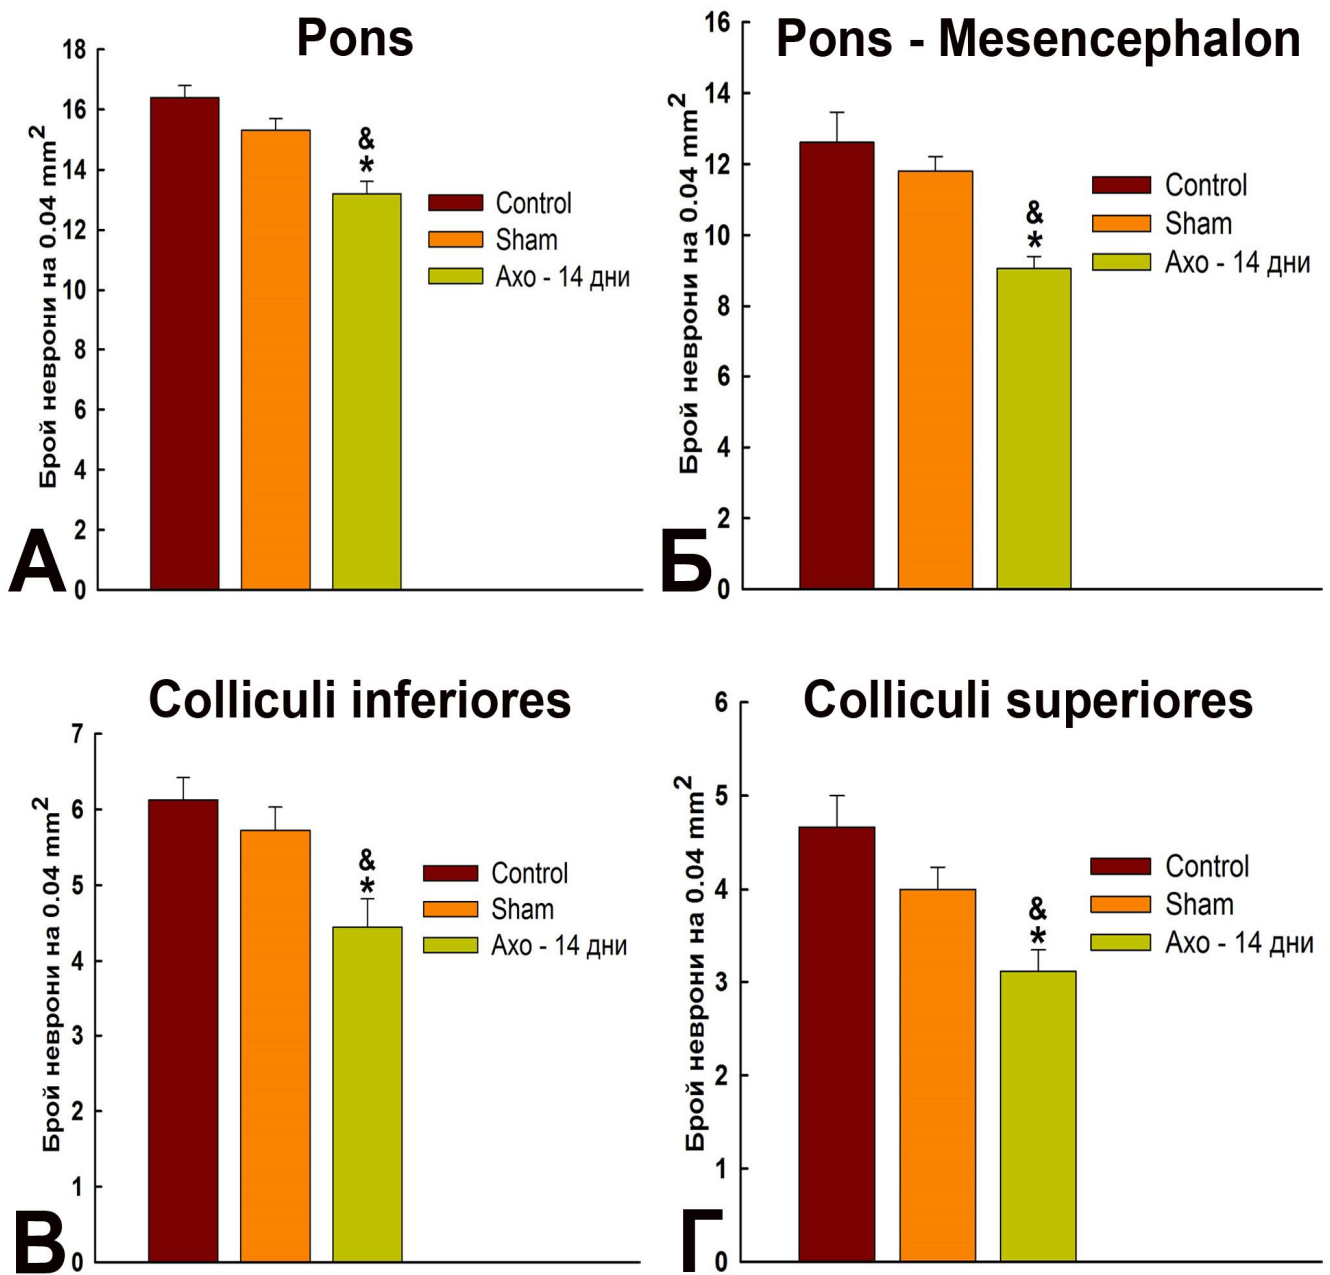 Pons
18
16
14
12
10
8
6
4
2
0
Брой неврони на 0.04 mm²
&
*
Control
Sham
Axo - 14 дни
А
Pons - Mesencephalon
16
14
12
10
8
6
4
2
0
Брой неврони на 0.04 mm²
&
*
Control
Sham
Axo - 14 дни
Б
Colliculi inferiores
7
6
5
4
3
2
1
0
Брой неврони на 0.04 mm²
&
*
Control
Sham
Axo - 14 дни
В
Colliculi superiores
6
5
4
3
2
1
0
Брой неврони на 0.04 mm²
&
*
Control
Sham
Axo - 14 дни
Г